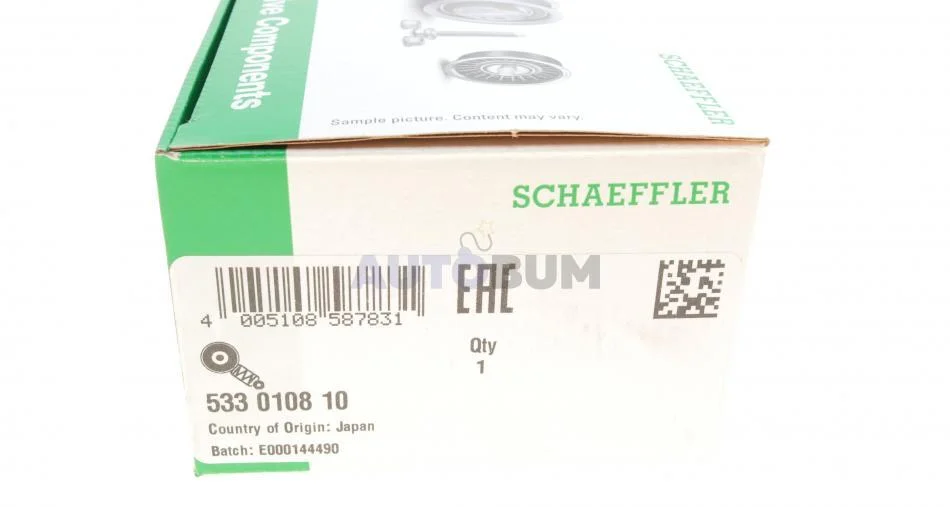 ve Components
Sample picture. Content may vary.
SCHAEFFLER
SCHAEFFLER
AUTOBUM
EAC
4 005108 587831
Qty
1
533 0108 10
Country of Origin: Japan
Batch: E000144490